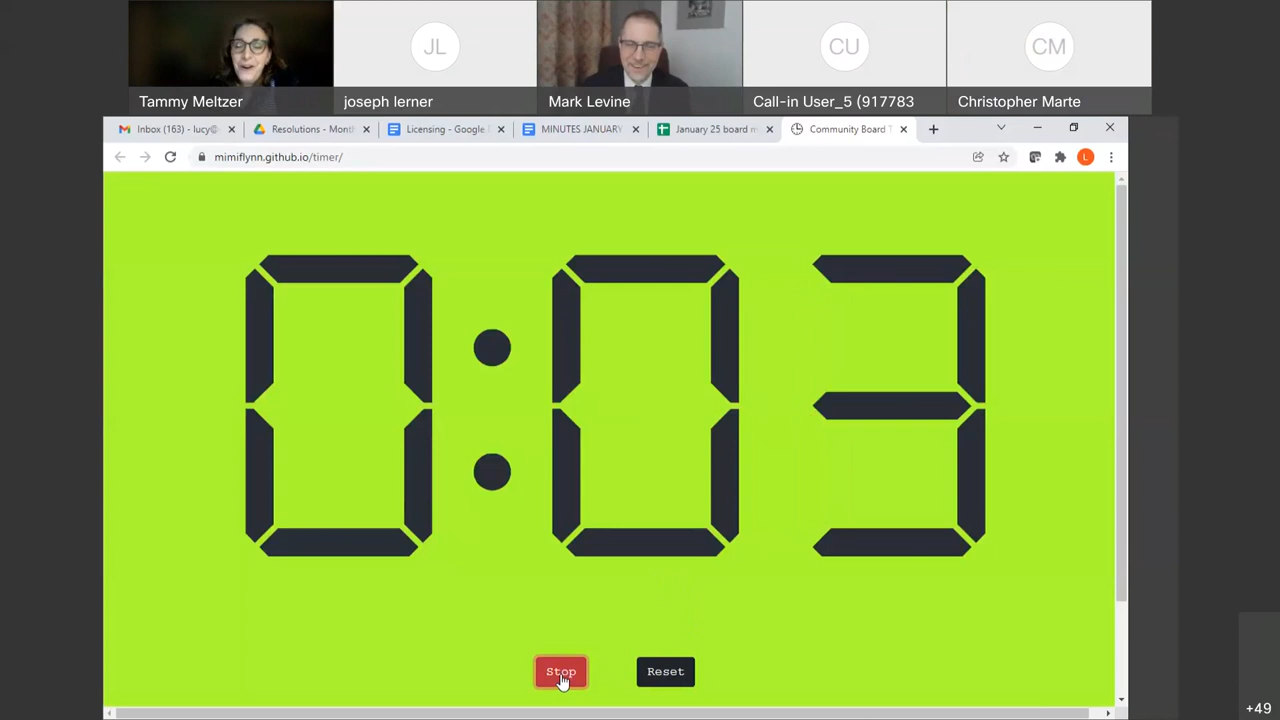 JL
CU
CM
Tammy Meltzer
joseph lerner
Mark Levine
Call-in User_5 (917783
Christopher Marte
Inbox (163) - lucy@
Resolutions - Mont
Licensing - Google
MINUTES JANUARY
January 25 board m
Community Board T
mimiflynn.github.io/timer/
L
0:03
Stop
Reset
+49